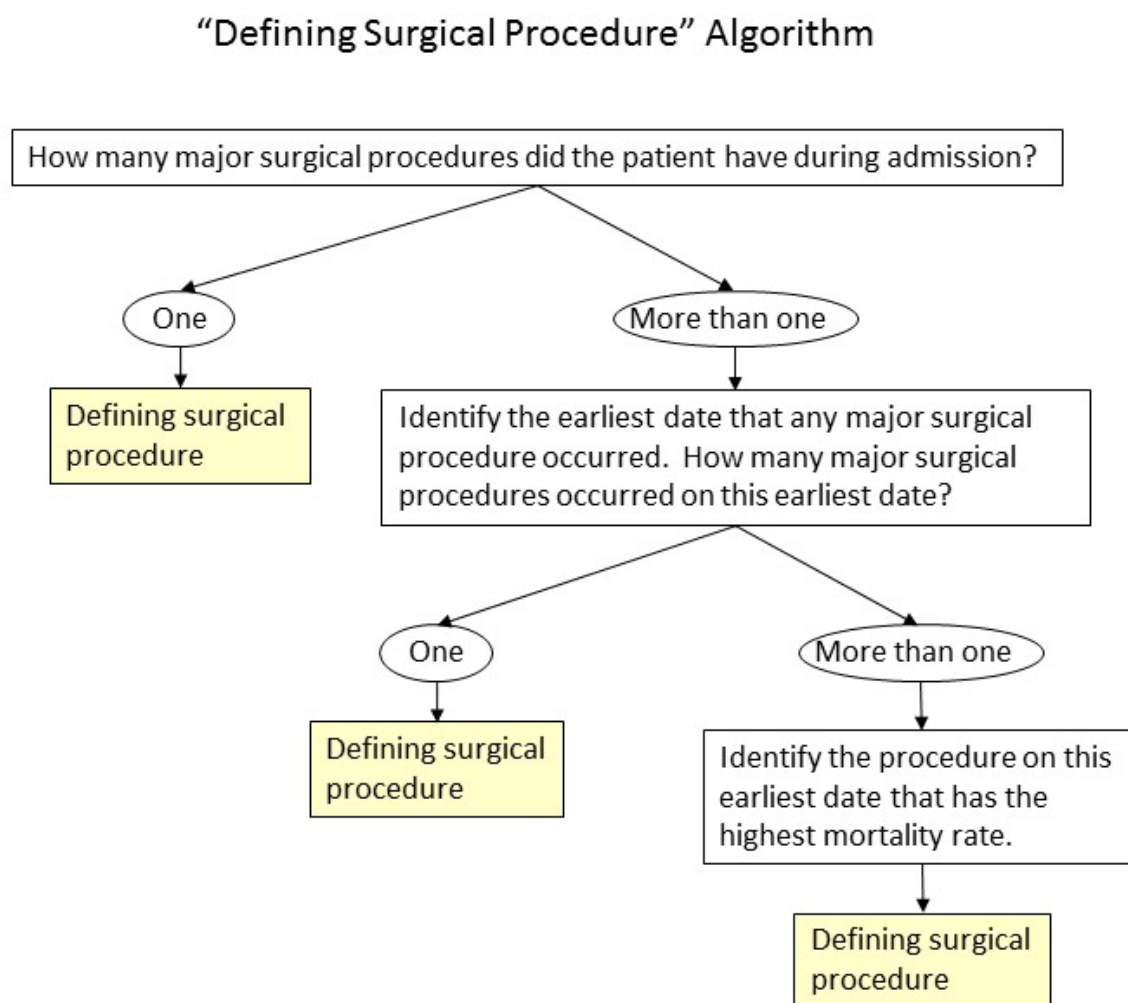 “Defining Surgical Procedure” Algorithm
How many major surgical procedures did the patient have during admission?
One
More than one
Defining surgical
procedure
Identify the earliest date that any major surgical
procedure occurred.  How many major surgical
procedures occurred on this earliest date?
One
More than one
Defining surgical
procedure
Identify the procedure on this
earliest date that has the
highest mortality rate.
Defining surgical
procedure